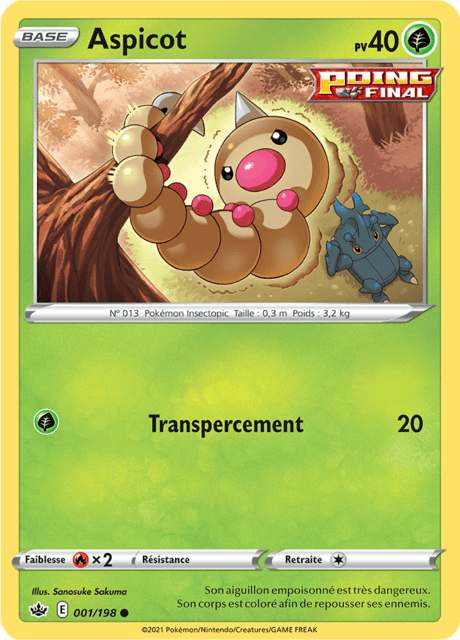 BASE
Aspicot
PV40
POING
FINAL
N° 013 Pokémon Insectopic Taille : 0,3 m Poids : 3,2 kg
Transpercement 20
Faiblesse ×2 Résistance Retraite
Illus. Sanosuke Sakuma
E 001/198
Son aiguillon empoisonné est très dangereux.
Son corps est coloré afin de repousser ses ennemis.
©2021 Pokémon/Nintendo/Creatures/GAME FREAK